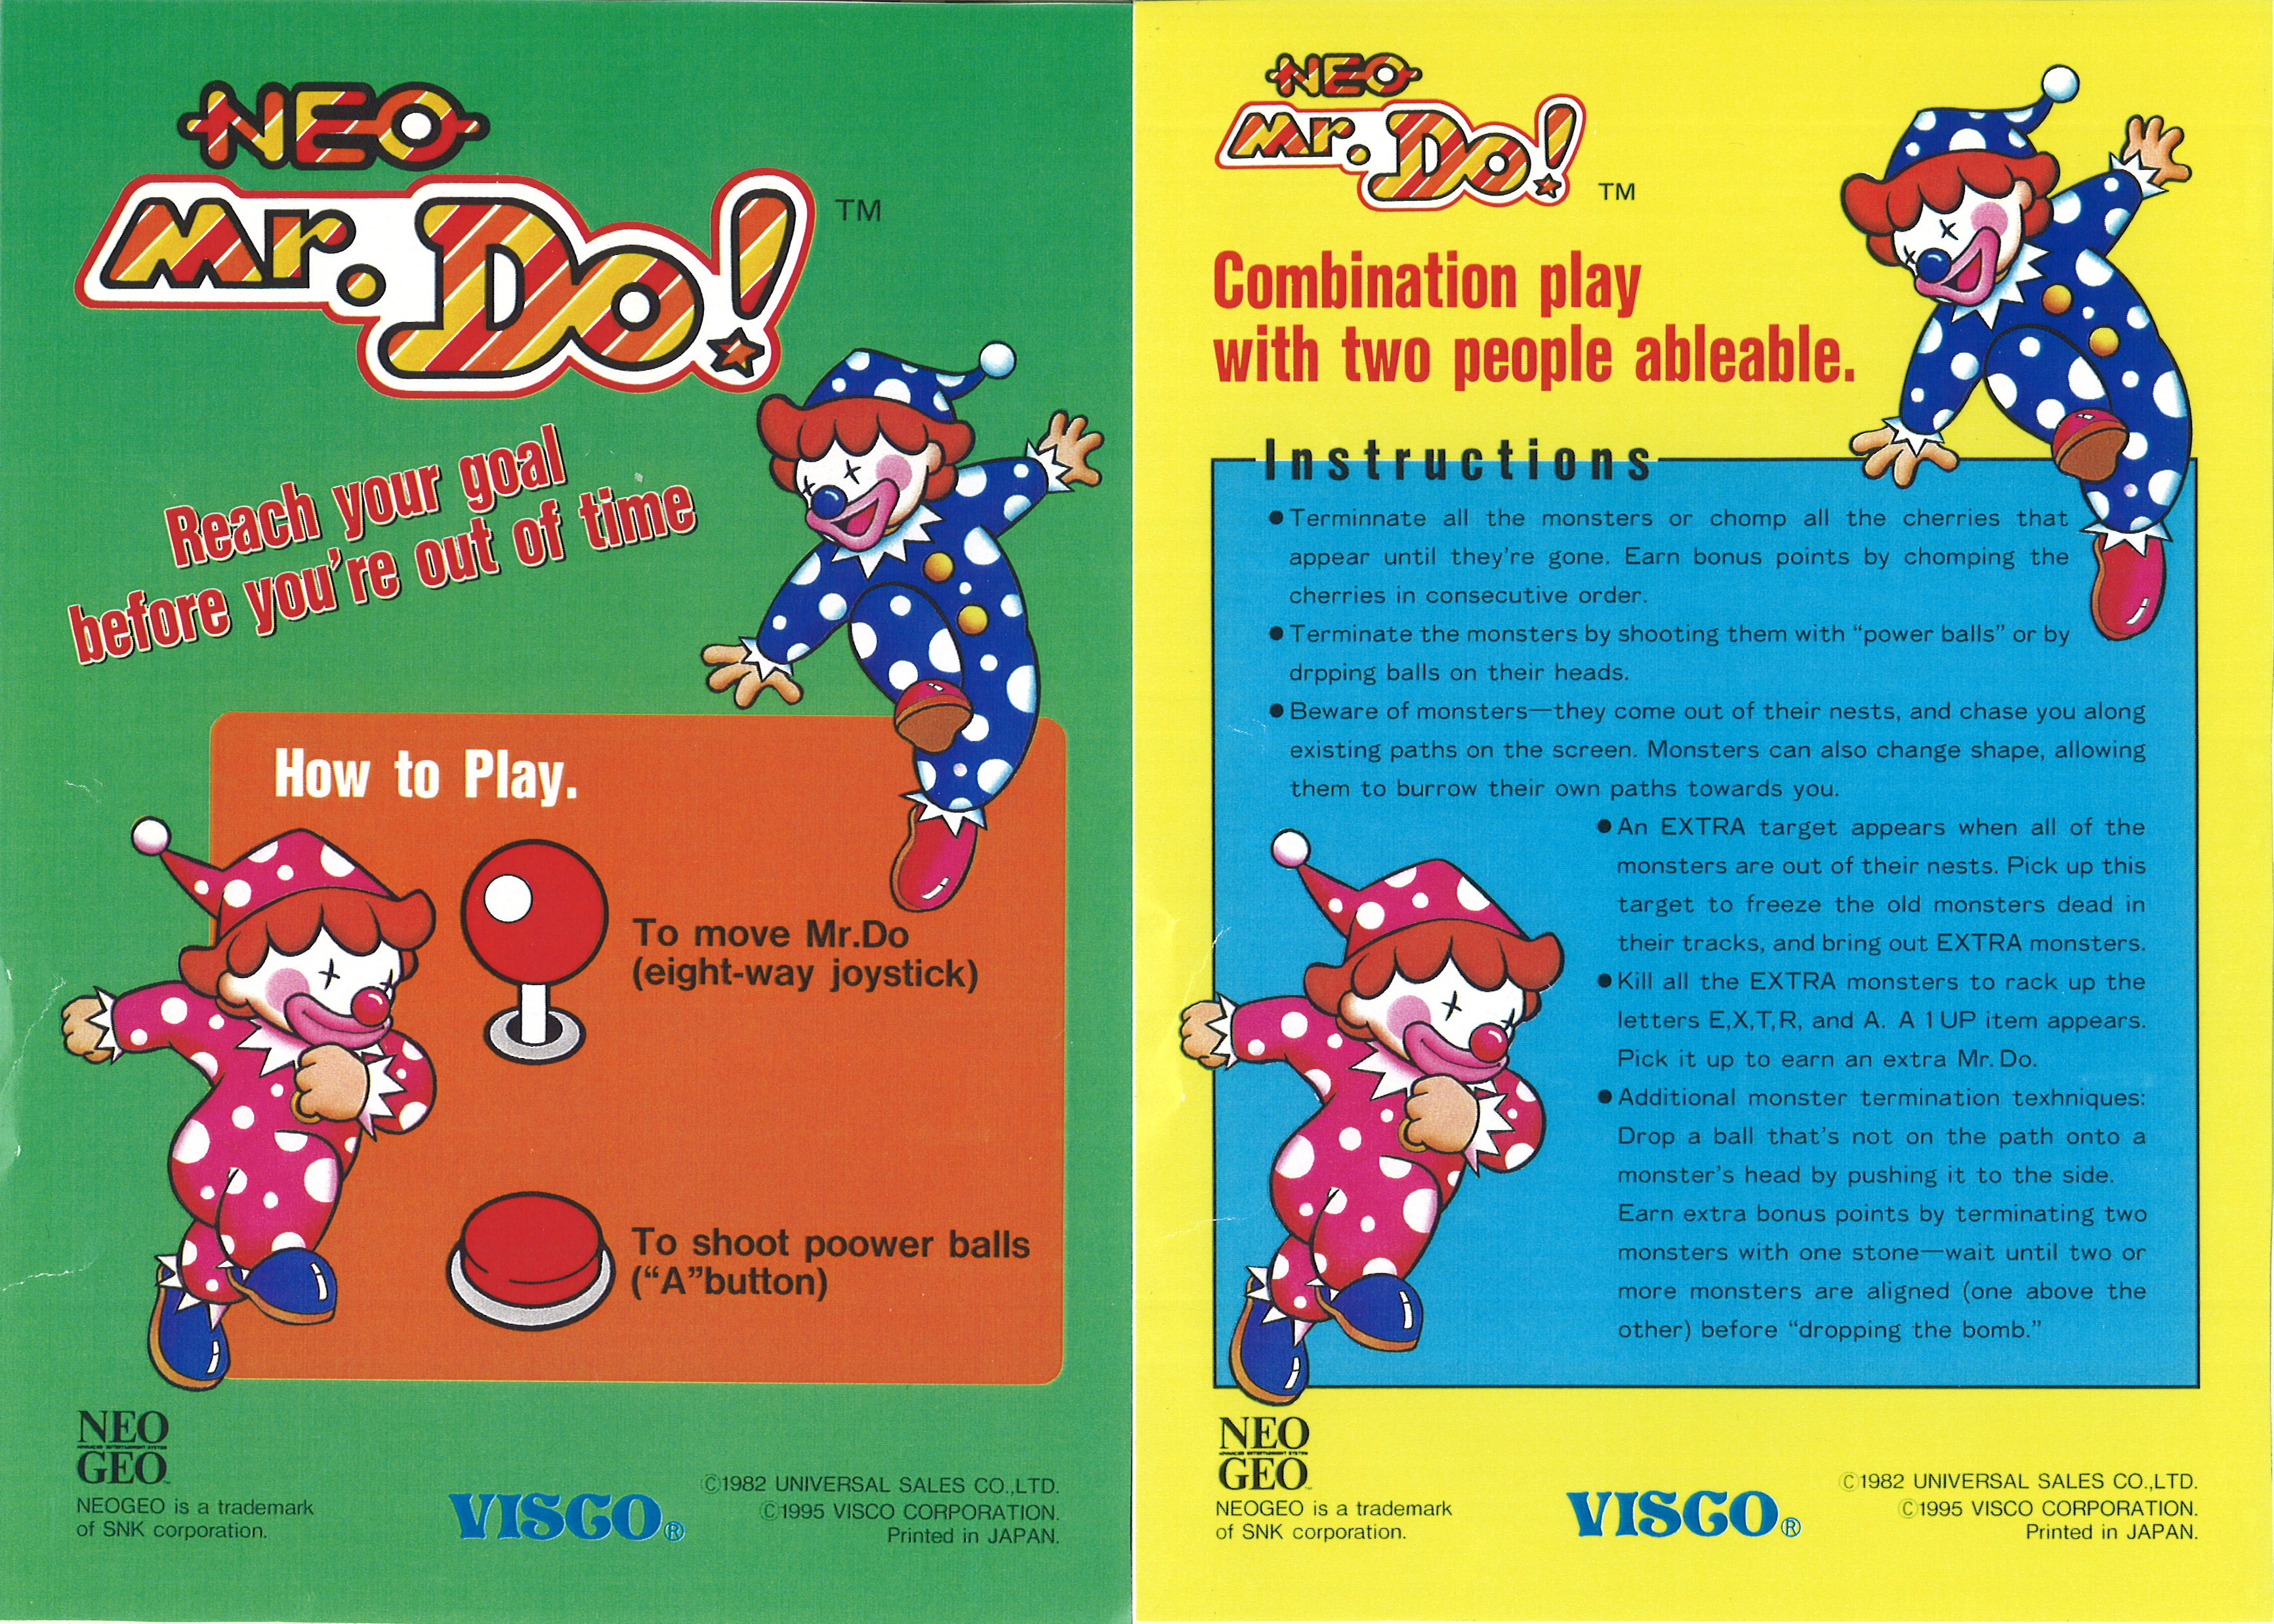 NEO
Mr. Do!
TM
Reach your goal
before you're out of time
How to Play.
To move Mr.Do
(eight-way joystick)
To shoot poower balls
(“A”button)
NEO
GEO
NEOGEO is a trademark
of SNK corporation.
VISCO®
©1982 UNIVERSAL SALES CO.,LTD.
©1995 VISCO CORPORATION.
Printed in JAPAN.
NEO
Mr. Do!
TM
Combination play
with two people ableable.
Instructions
●Terminnate all the monsters or chomp all the cherries that
appear until they're gone. Earn bonus points by chomping the
cherries in consecutive order.
●Terminate the monsters by shooting them with “power balls” or by
drpping balls on their heads.
●Beware of monsters—they come out of their nests, and chase you along
existing paths on the screen. Monsters can also change shape, allowing
them to burrow their own paths towards you.
●An EXTRA target appears when all of the
monsters are out of their nests. Pick up this
target to freeze the old monsters dead in
their tracks, and bring out EXTRA monsters.
●Kill all the EXTRA monsters to rack up the
letters E,X,T,R, and A. A 1UP item appears.
Pick it up to earn an extra Mr. Do.
●Additional monster termination texhniques:
Drop a ball that's not on the path onto a
monster's head by pushing it to the side.
Earn extra bonus points by terminating two
monsters with one stone—wait until two or
more monsters are aligned (one above the
other) before “dropping the bomb.”
NEO
GEO
NEOGEO is a trademark
of SNK corporation.
VISCO®
©1982 UNIVERSAL SALES CO.,LTD.
©1995 VISCO CORPORATION.
Printed in JAPAN.